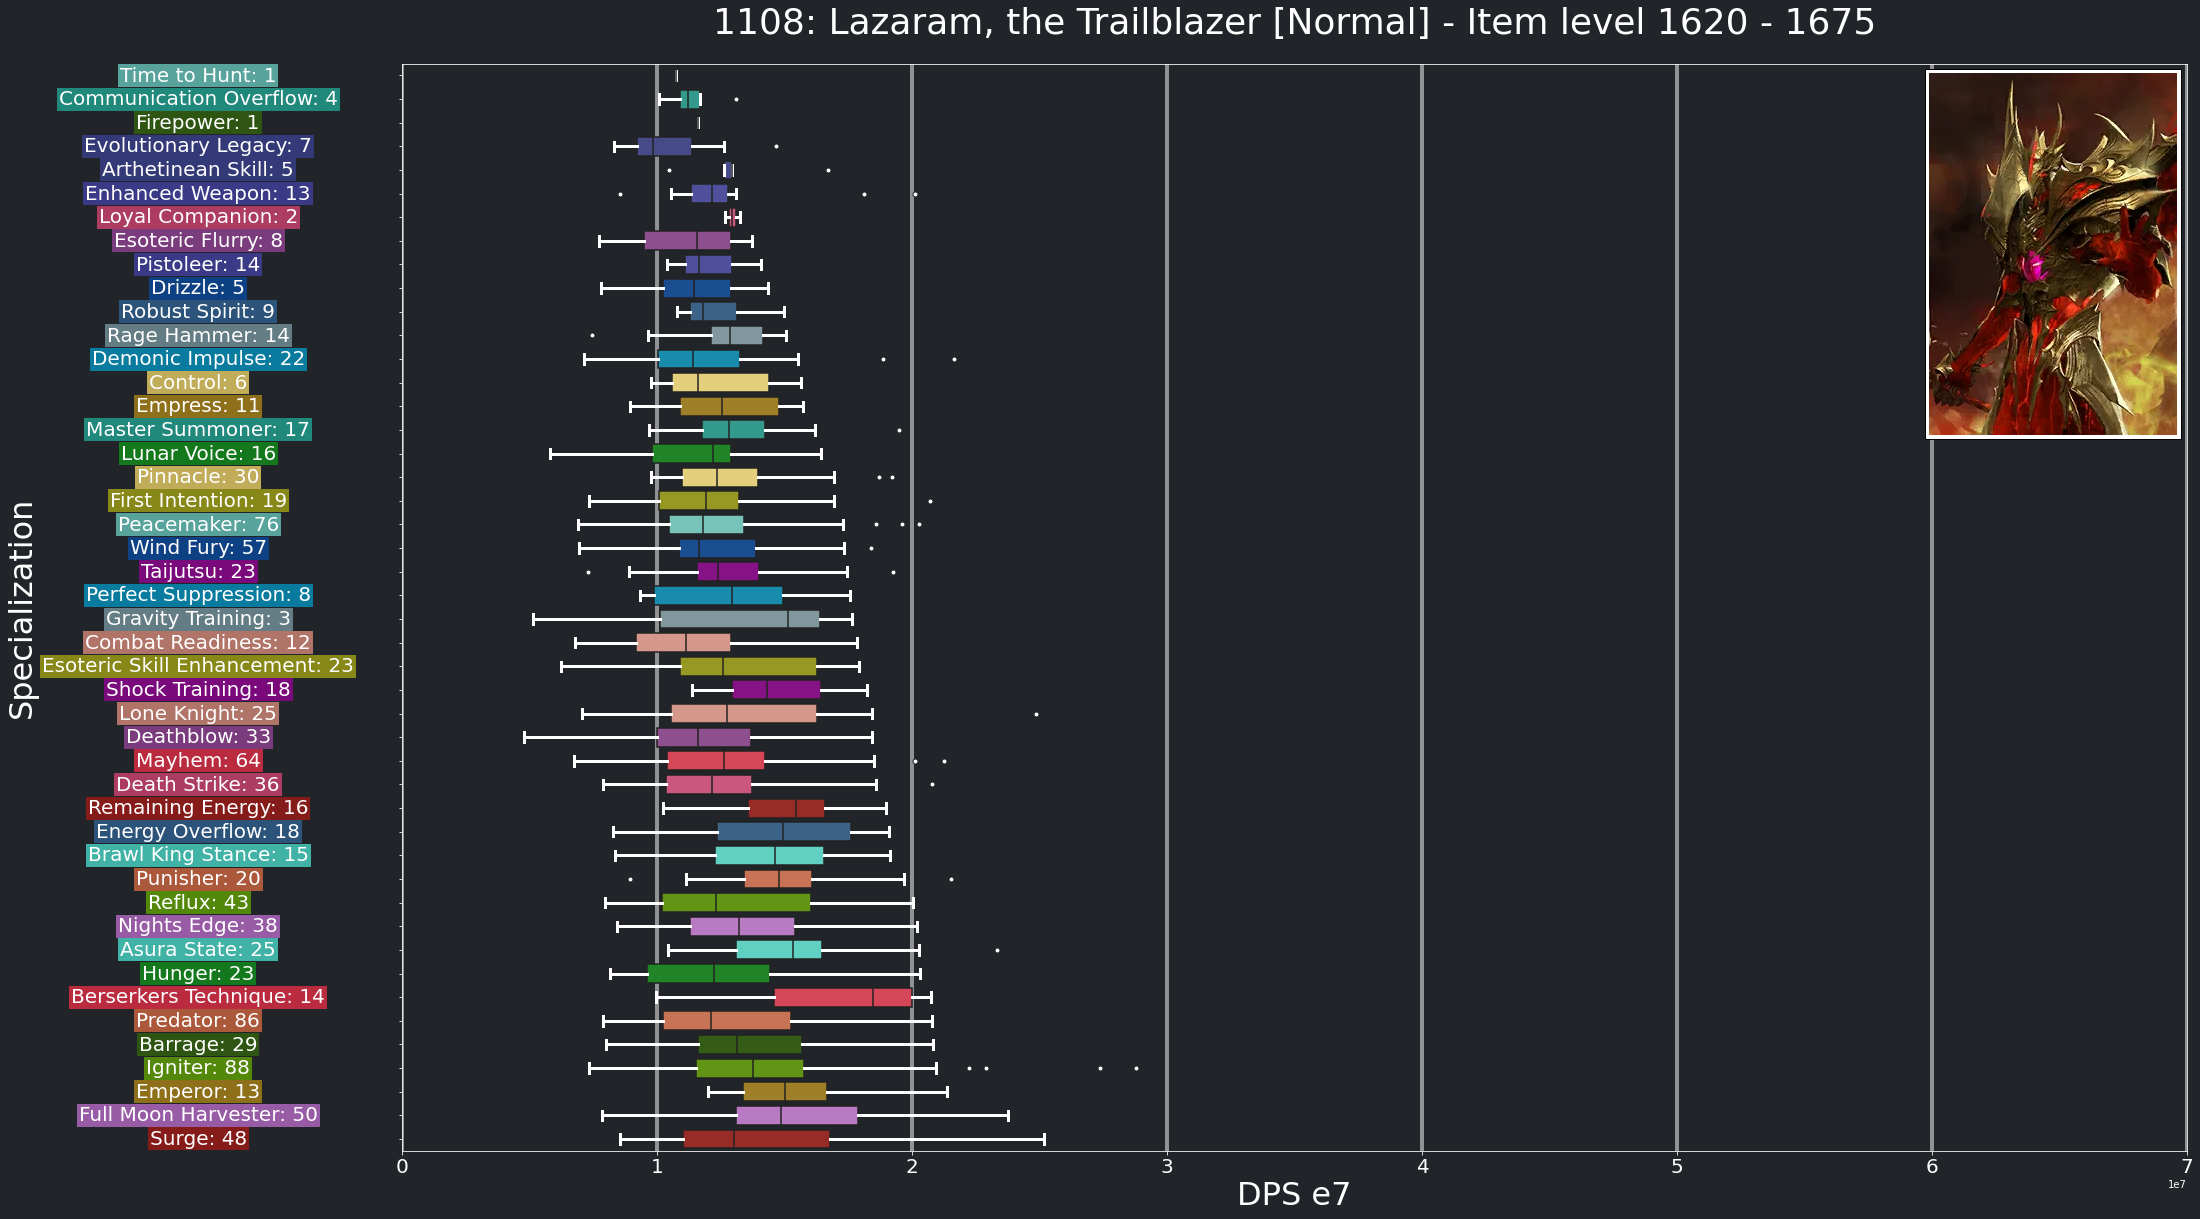 1108: Lazaram, the Trailblazer [Normal] - Item level 1620 - 1675
Specialization
Time to Hunt: 1
Communication Overflow: 4
Firepower: 1
Evolutionary Legacy: 7
Arthetinean Skill: 5
Enhanced Weapon: 13
Loyal Companion: 2
Esoteric Flurry: 8
Pistoleer: 14
Drizzle: 5
Robust Spirit: 9
Rage Hammer: 14
Demonic Impulse: 22
Control: 6
Empress: 11
Master Summoner: 17
Lunar Voice: 16
Pinnacle: 30
First Intention: 19
Peacemaker: 76
Wind Fury: 57
Taijutsu: 23
Perfect Suppression: 8
Gravity Training: 3
Combat Readiness: 12
Esoteric Skill Enhancement: 23
Shock Training: 18
Lone Knight: 25
Deathblow: 33
Mayhem: 64
Death Strike: 36
Remaining Energy: 16
Energy Overflow: 18
Brawl King Stance: 15
Punisher: 20
Reflux: 43
Nights Edge: 38
Asura State: 25
Hunger: 23
Berserkers Technique: 14
Predator: 86
Barrage: 29
Igniter: 88
Emperor: 13
Full Moon Harvester: 50
Surge: 48
0 1 2 3 4 5 6 7
1e7
DPS e7